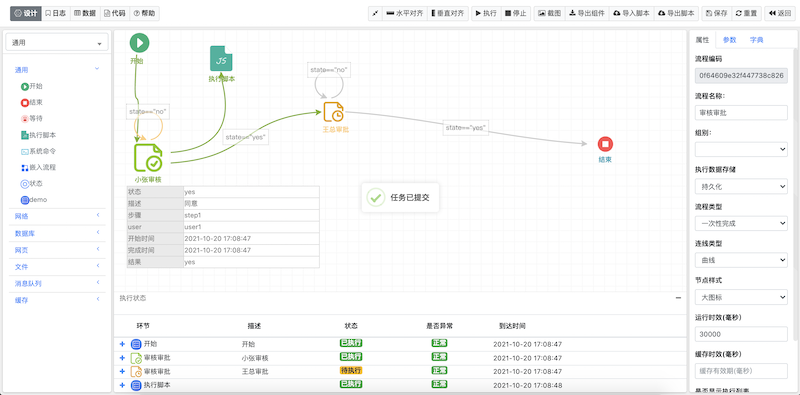 设计 日志 数据 代码 帮助 水平对齐 垂直对齐 执行 停止 截图 导出组件 导入脚本 导出脚本 保存 重置 返回
通用
通用
开始
结束
等待
执行脚本
系统命令
嵌入流程
状态
demo
网络
数据库
网页
文件
消息队列
缓存
开始
JS
执行脚本
state=="no"
state=="no"
王总审批
state=="yes"
state=="yes"
结束
小张审核
状态 yes
描述 同意
步骤 step1
user user1
开始时间 2021-10-20 17:08:47
完成时间 2021-10-20 17:08:47
结果 yes
任务已提交
执行状态
环节 描述 状态 是否异常 到达时间
开始 开始 已执行 正常 2021-10-20 17:08:47
审核审批 小张审核 已执行 正常 2021-10-20 17:08:47
审核审批 王总审批 待执行 正常 2021-10-20 17:08:47
执行脚本 已执行 正常 2021-10-20 17:08:48
属性 参数 字典
流程编码
0f64609e32f447738c826
流程名称:
审核审批
组别:
执行数据存储
持久化
流程类型
一次性完成
连线类型
曲线
节点样式
大图标
运行时效(毫秒)
30000
缓存时效(毫秒)
缓存有效期(毫秒)
是否显示执行列表